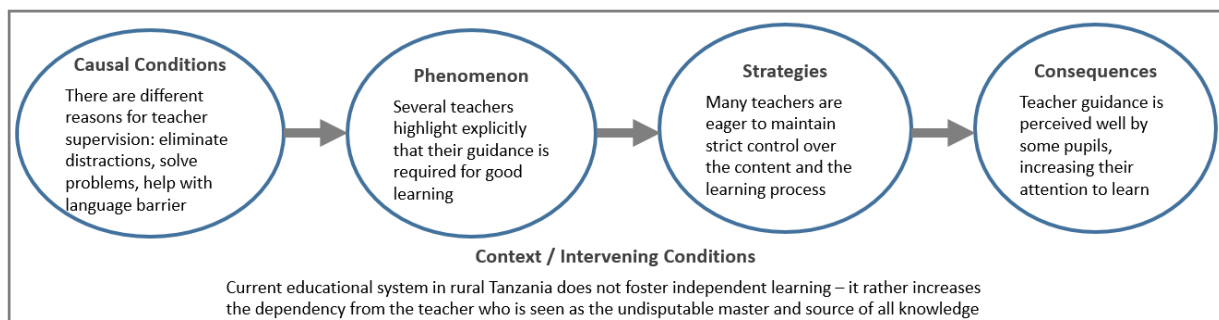 Causal Conditions
There are different
reasons for teacher
supervision: eliminate
distractions, solve
problems, help with
language barrier
Phenomenon
Several teachers
highlight explicitly
that their guidance is
required for good
learning
Strategies
Many teachers are
eager to maintain
strict control over
the content and the
learning process
Consequences
Teacher guidance is
perceived well by
some pupils,
increasing their
attention to learn
Context / Intervening Conditions
Current educational system in rural Tanzania does not foster independent learning – it rather increases
the dependency from the teacher who is seen as the undisputable master and source of all knowledge